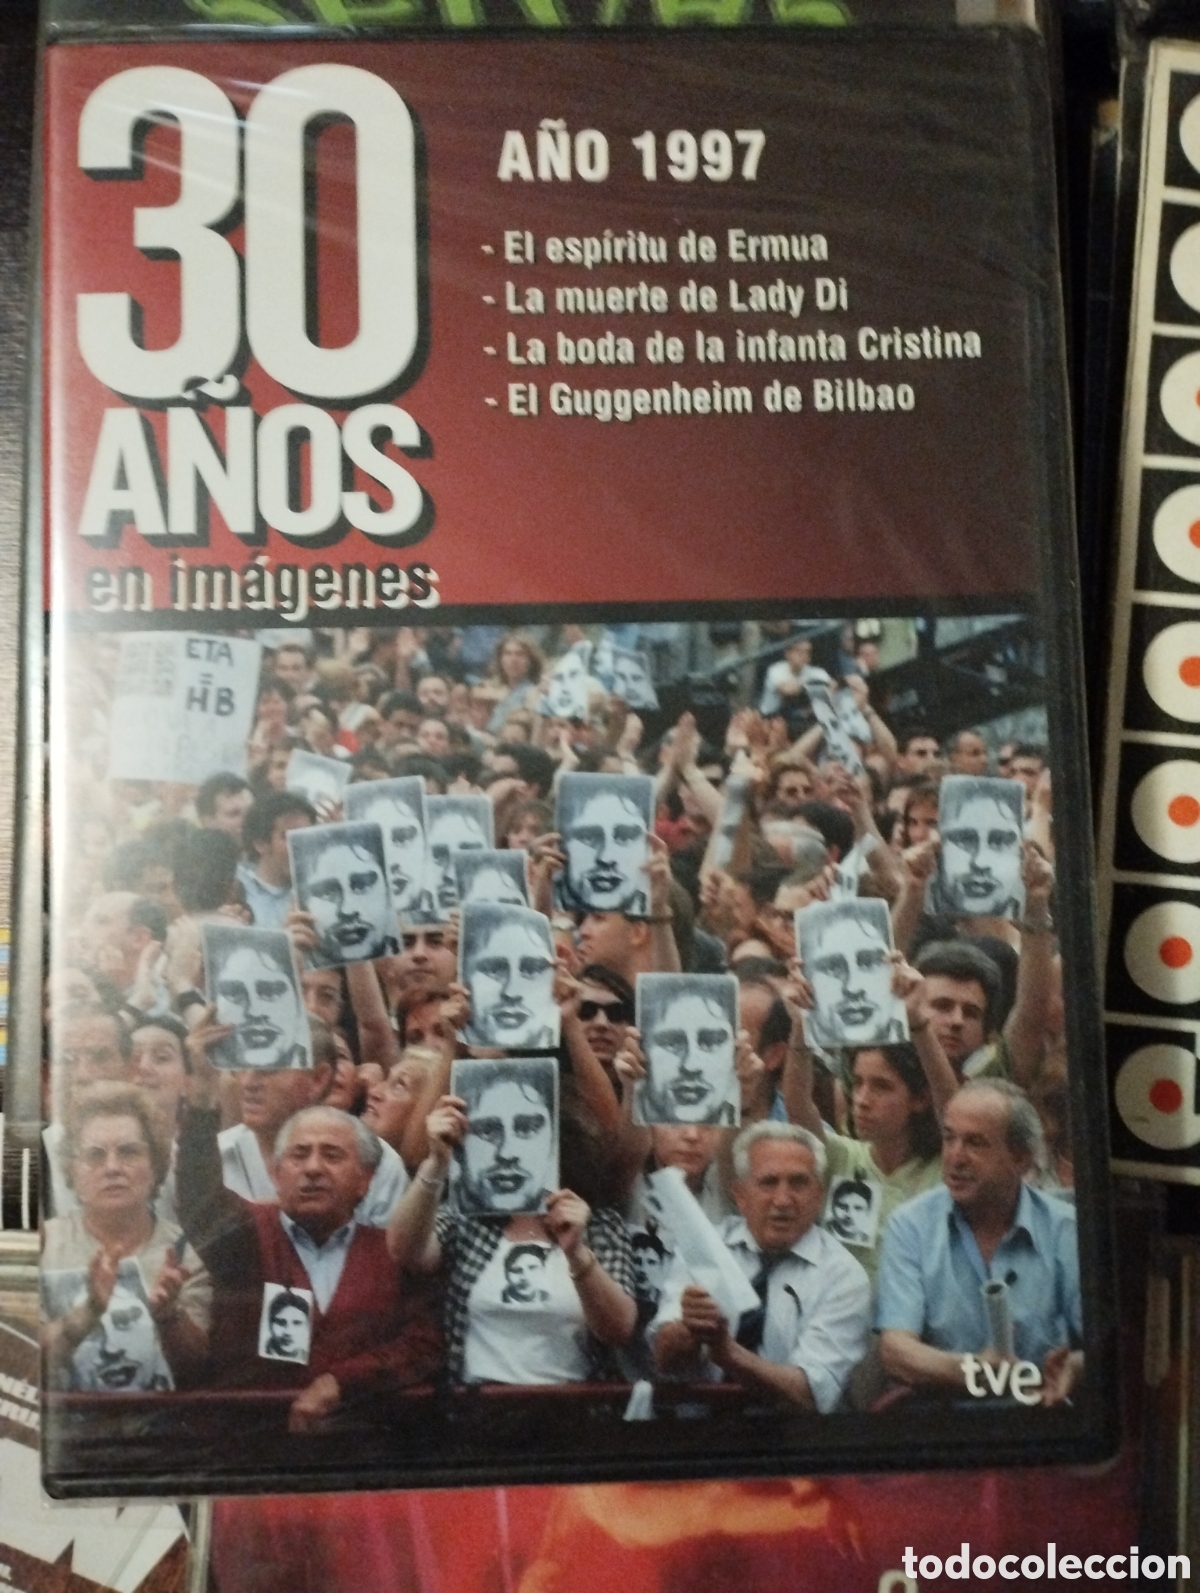 30
AÑOS
en imágenes
AÑO 1997
- El espíritu de Ermua
- La muerte de Lady Di
- La boda de la infanta Cristina
- El Guggenheim de Bilbao
ETA
=
HB
tve
todocoleccion